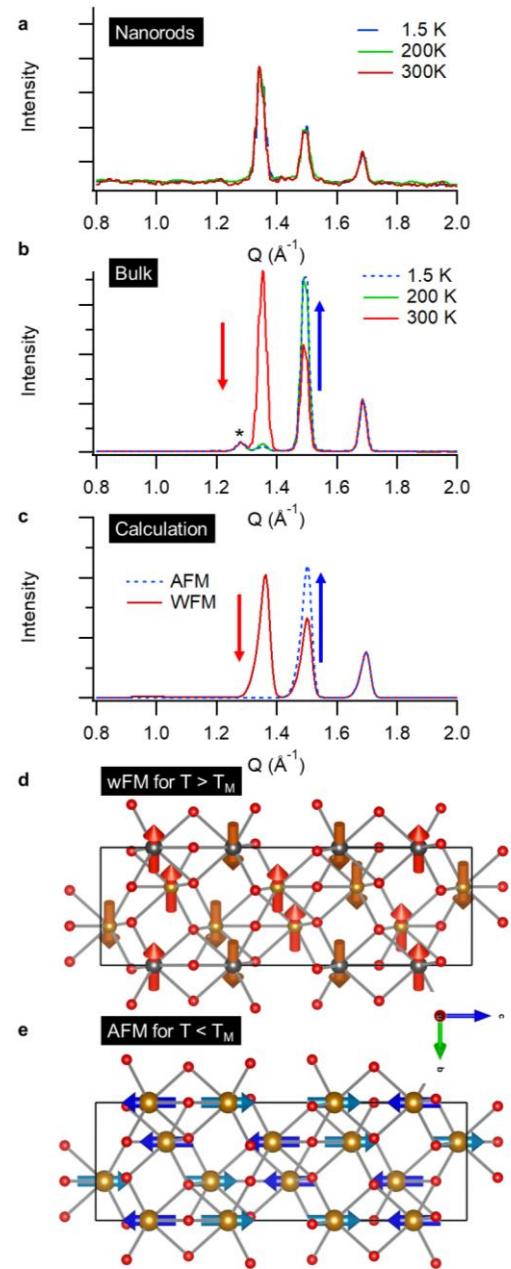 a
Nanorods
1.5 K
200K
300K
Intensity
0.8 1.0 1.2 1.4 1.6 1.8 2.0
Q (Å⁻¹)
b
Bulk
1.5 K
200 K
300 K
Intensity
*
0.8 1.0 1.2 1.4 1.6 1.8 2.0
Q (Å⁻¹)
c
Calculation
AFM
WFM
Intensity
0.8 1.0 1.2 1.4 1.6 1.8 2.0
Q (Å⁻¹)
d
wFM for T > T_M
c
b
e
AFM for T < T_M